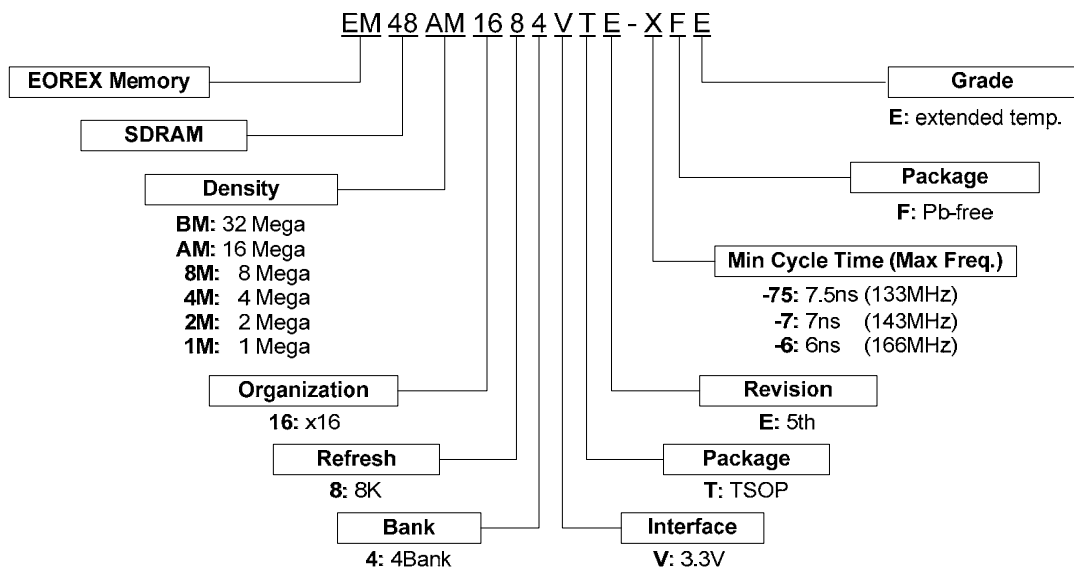 EM 48 AM 16 8 4 V T E - X F E
EOREX Memory
Grade
E: extended temp.
SDRAM
Density
BM: 32 Mega
AM: 16 Mega
8M: 8 Mega
4M: 4 Mega
2M: 2 Mega
1M: 1 Mega
Package
F: Pb-free
Min Cycle Time (Max Freq.)
-75: 7.5ns (133MHz)
-7: 7ns (143MHz)
-6: 6ns (166MHz)
Organization
16: x16
Revision
E: 5th
Refresh
8: 8K
Package
T: TSOP
Bank
4: 4Bank
Interface
V: 3.3V